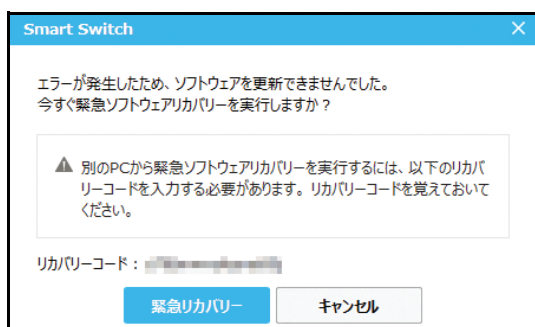 Smart Switch
エラーが発生したため、ソフトウェアを更新できませんでした。
今すぐ緊急ソフトウェアリカバリーを実行しますか?
別のPCから緊急ソフトウェアリカバリーを実行するには、以下のリカバ
リーコードを入力する必要があります。リカバリーコードを覚えておいて
ください。
リカバリーコード:
緊急リカバリー キャンセル